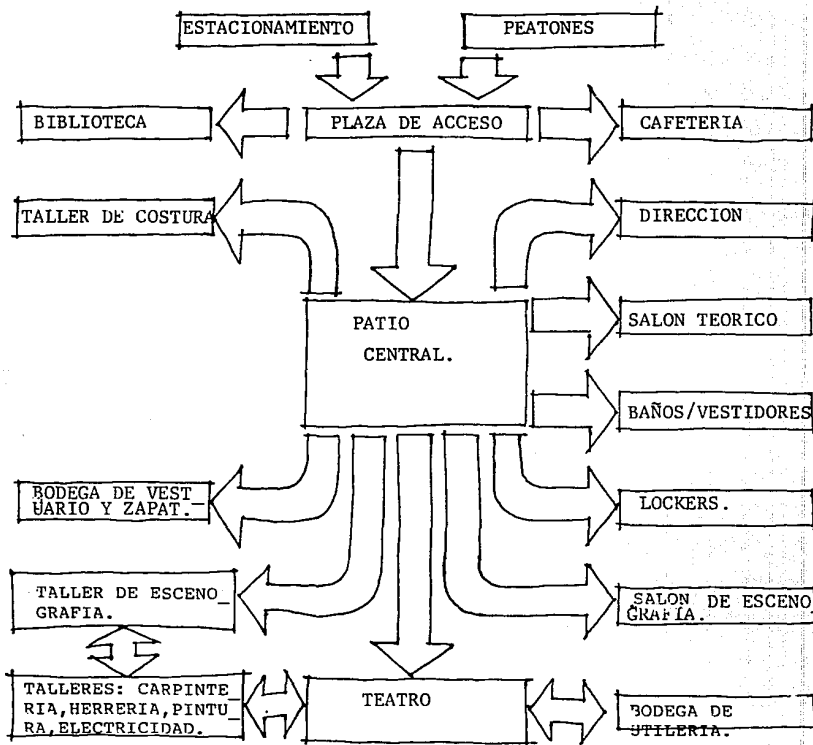 ESTACIONAMIENTO
PEATONES
BIBLIOTECA
PLAZA DE ACCESO
CAFETERIA
TALLER DE COSTURA
DIRECCION
PATIO
CENTRAL.
SALON TEORICO
BAÑOS/VESTIDORES
BODEGA DE VEST_
UARIO Y ZAPAT.
LOCKERS.
TALLER DE ESCENO_
GRAFIA.
SALON DE ESCENO
GRAFIA.
TALLERES: CARPINTE_
RIA,HERRERIA,PINTU_
RA,ELECTRICIDAD.
TEATRO
BODEGA DE
UTILERIA.